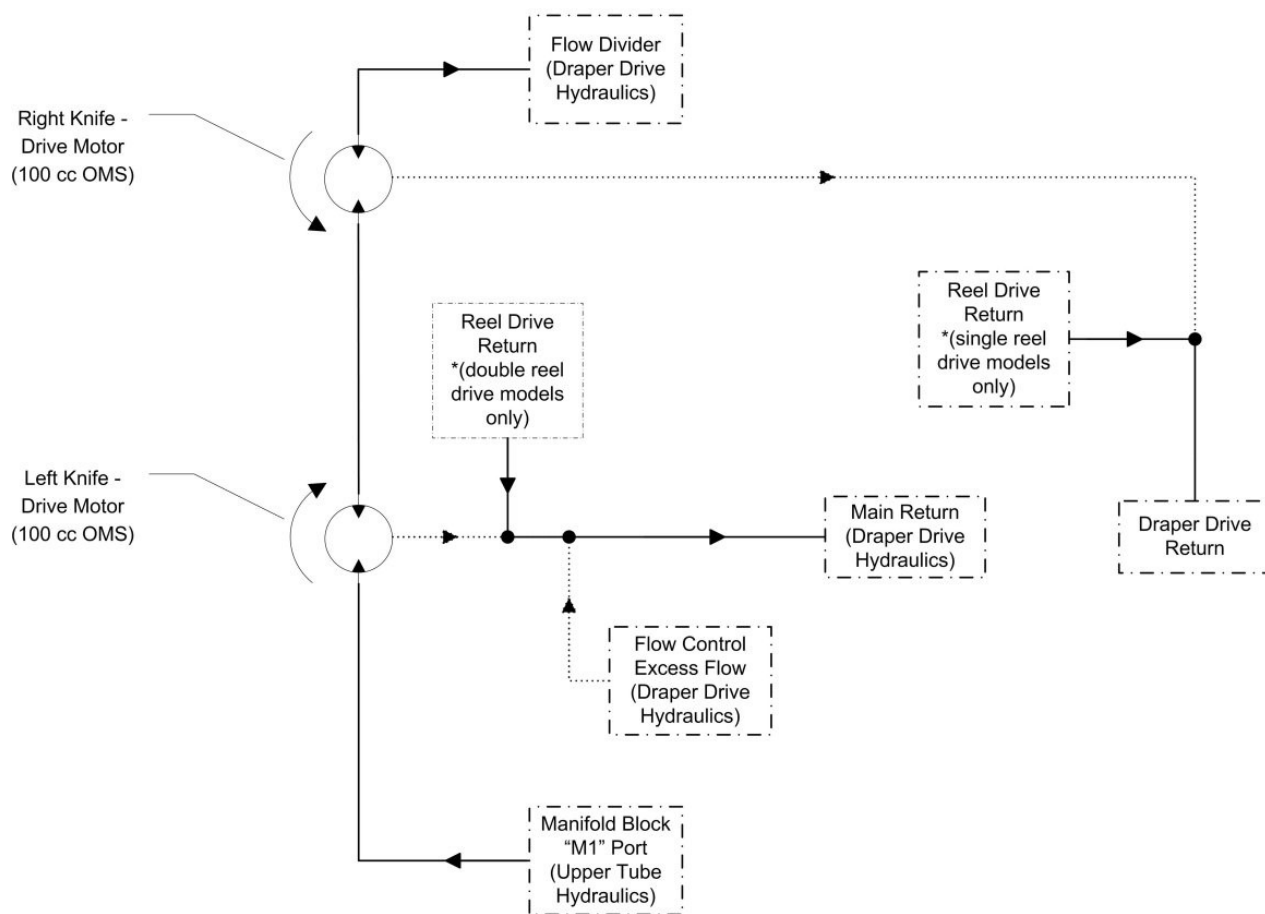 Flow Divider
(Draper Drive
Hydraulics)
Right Knife -
Drive Motor
(100 cc OMS)
Reel Drive
Return
*(double reel
drive models
only)
Reel Drive
Return
*(single reel
drive models
only)
Left Knife -
Drive Motor
(100 cc OMS)
Main Return
(Draper Drive
Hydraulics)
Draper Drive
Return
Flow Control
Excess Flow
(Draper Drive
Hydraulics)
Manifold Block
“M1” Port
(Upper Tube
Hydraulics)